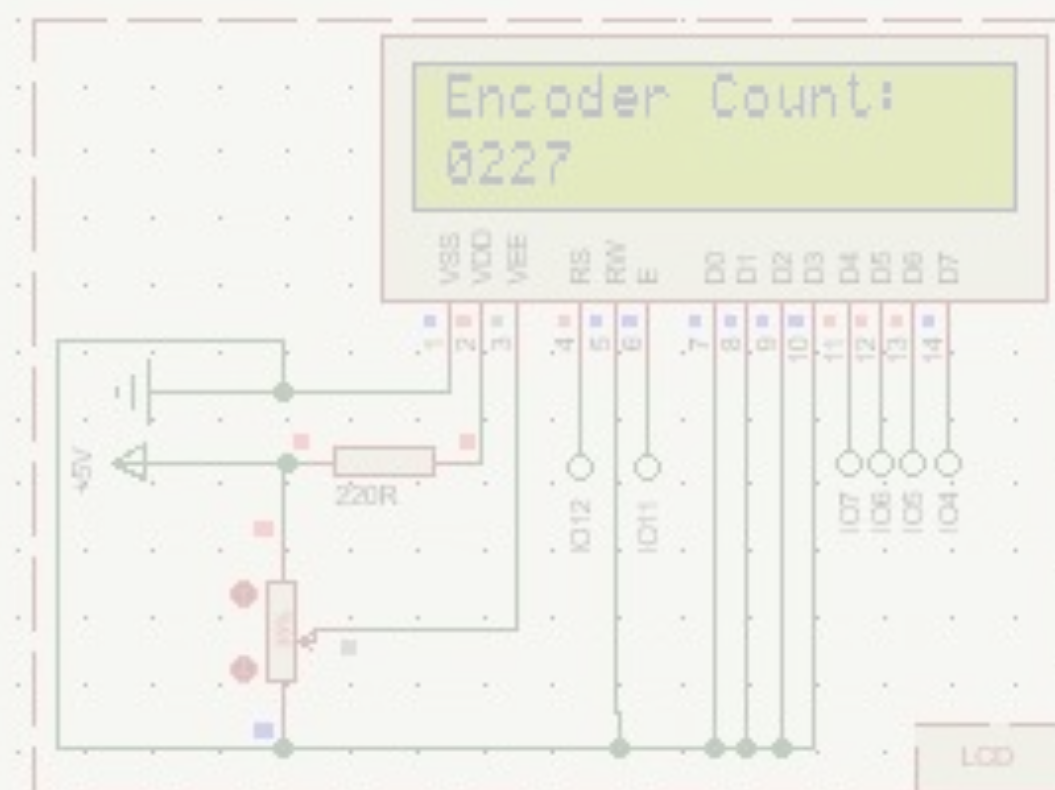 Encoder Count:
0227
VSS
VDD
VEE
RS
RW
E
D0
D1
D2
D3
D4
D5
D6
D7
1
2
3
4
5
6
7
8
9
10
11
12
13
14
+5V
220R
IO12
IO11
IO7
IO6
IO5
IO4
LCD